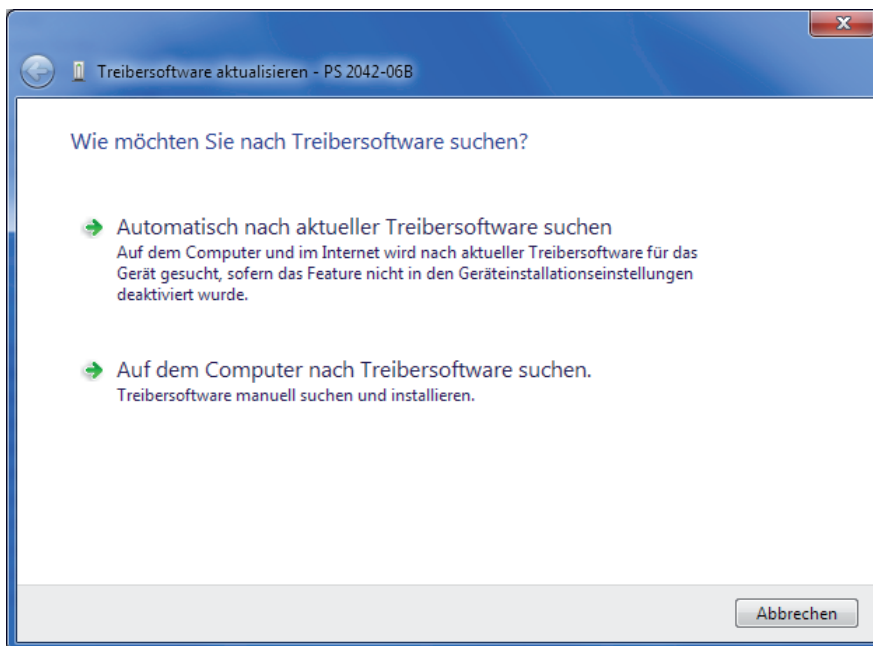 Treibersoftware aktualisieren - PS 2042-06B
Wie möchten Sie nach Treibersoftware suchen?
Automatisch nach aktueller Treibersoftware suchen
Auf dem Computer und im Internet wird nach aktueller Treibersoftware für das
Gerät gesucht, sofern das Feature nicht in den Geräteinstallationseinstellungen
deaktiviert wurde.
Auf dem Computer nach Treibersoftware suchen.
Treibersoftware manuell suchen und installieren.
Abbrechen